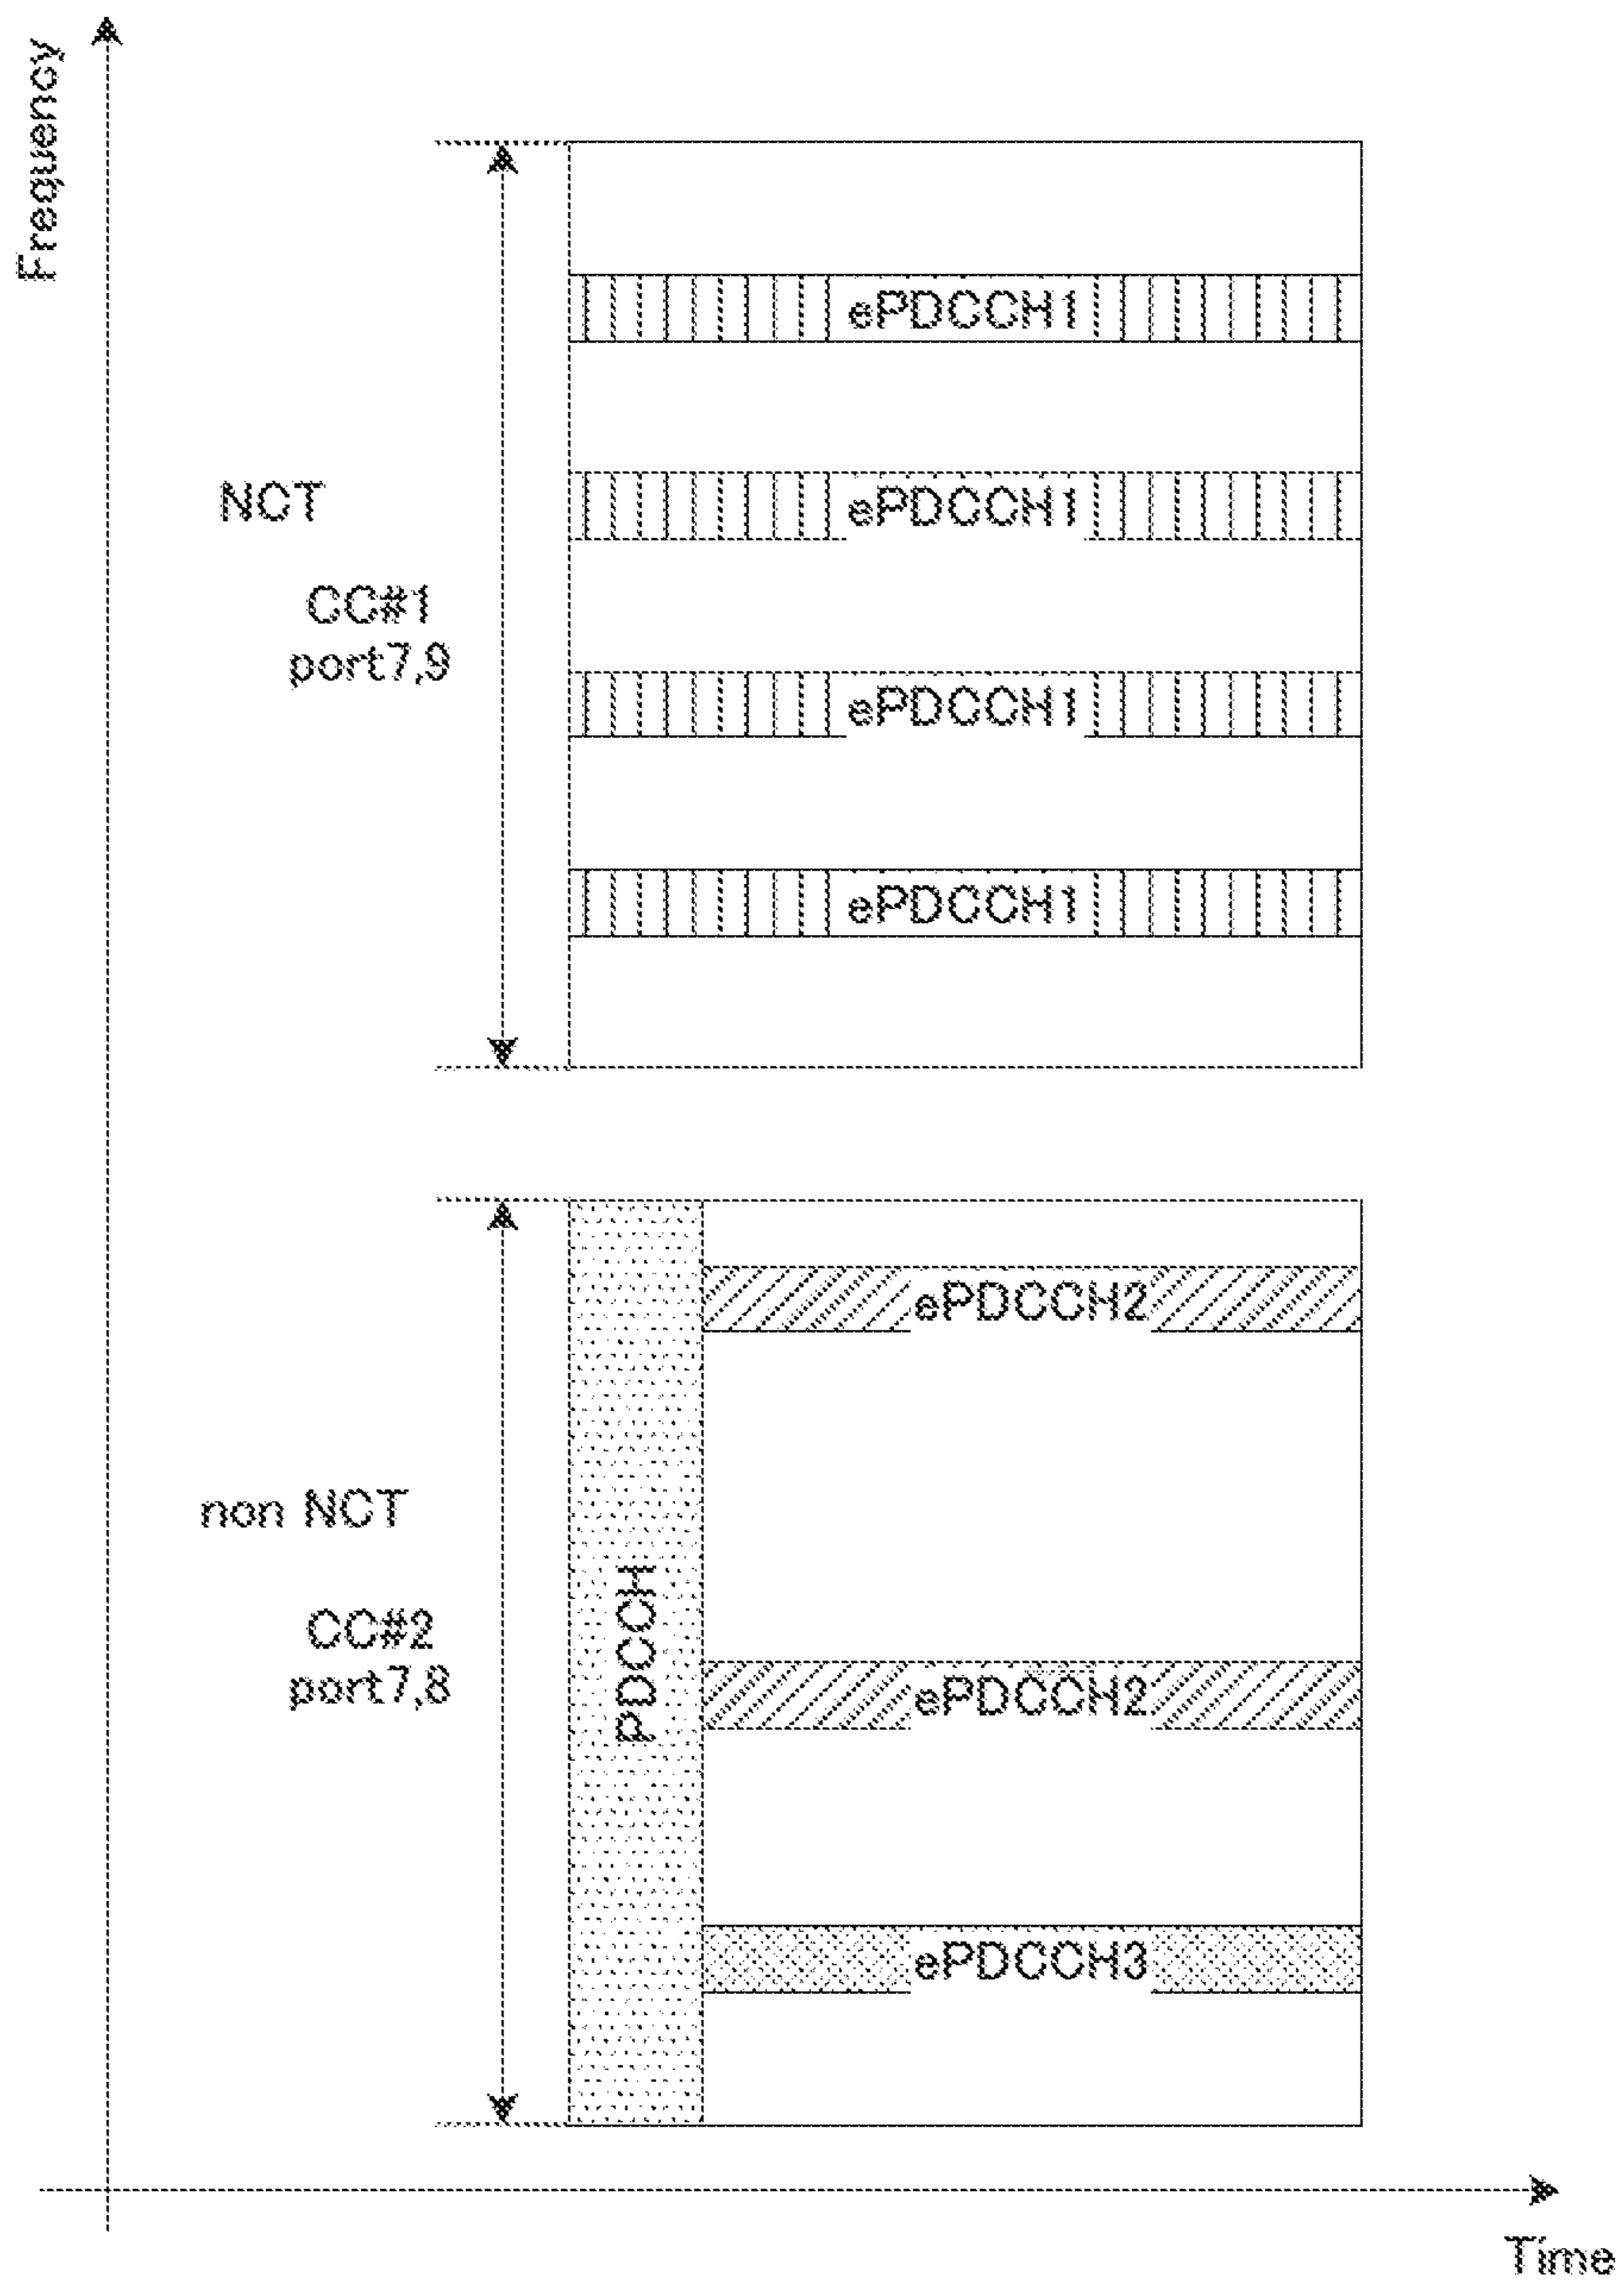 Frequency
ePDCCH1
NCT
ePDCCH1
CC#1
port7,9
ePDCCH1
ePDCCH1
ePDCCH2
non NCT
PDCCH
CC#2
port7,8
ePDCCH2
ePDCCH3
Time